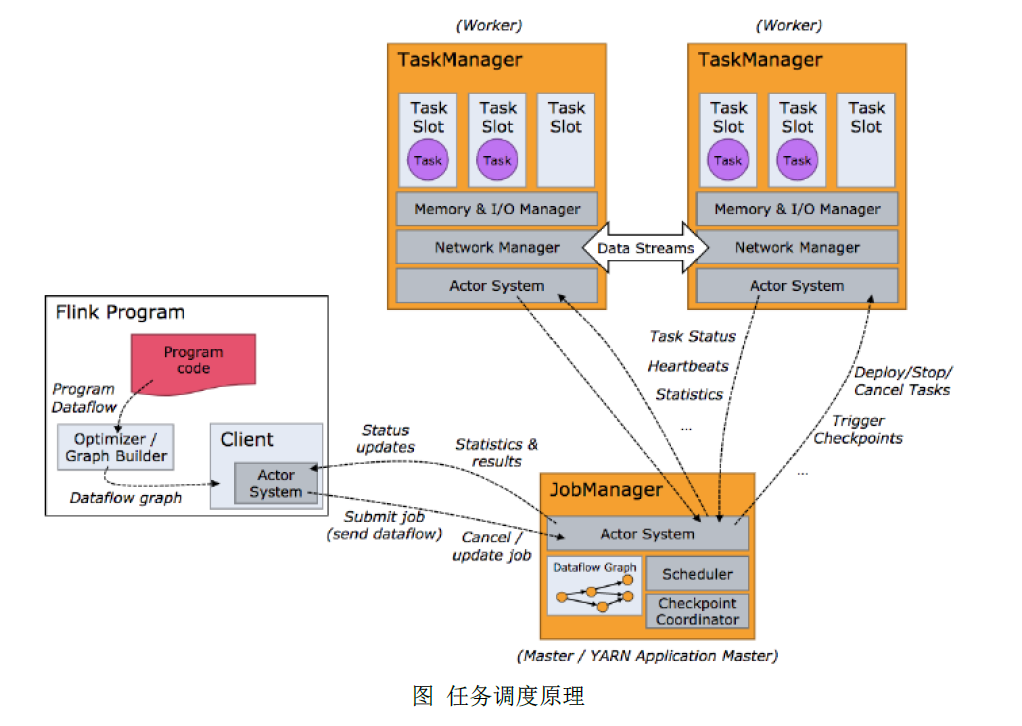 (Worker)
(Worker)
TaskManager
Task
Slot
Task
Task
Slot
Task
Task
Slot
Memory & I/O Manager
Network Manager
Actor System
TaskManager
Task
Slot
Task
Task
Slot
Task
Task
Slot
Memory & I/O Manager
Network Manager
Actor System
Data Streams
Flink Program
Program
code
Program
Dataflow
Optimizer /
Graph Builder
Dataflow graph
Client
Actor
System
Status
updates
Statistics &
results
Submit job
(send dataflow)
Cancel /
update job
Task Status
Heartbeats
Statistics
...
Deploy/Stop/
Cancel Tasks
Trigger
Checkpoints
...
JobManager
Actor System
Dataflow Graph
Scheduler
Checkpoint
Coordinator
(Master / YARN Application Master)
图 任务调度原理